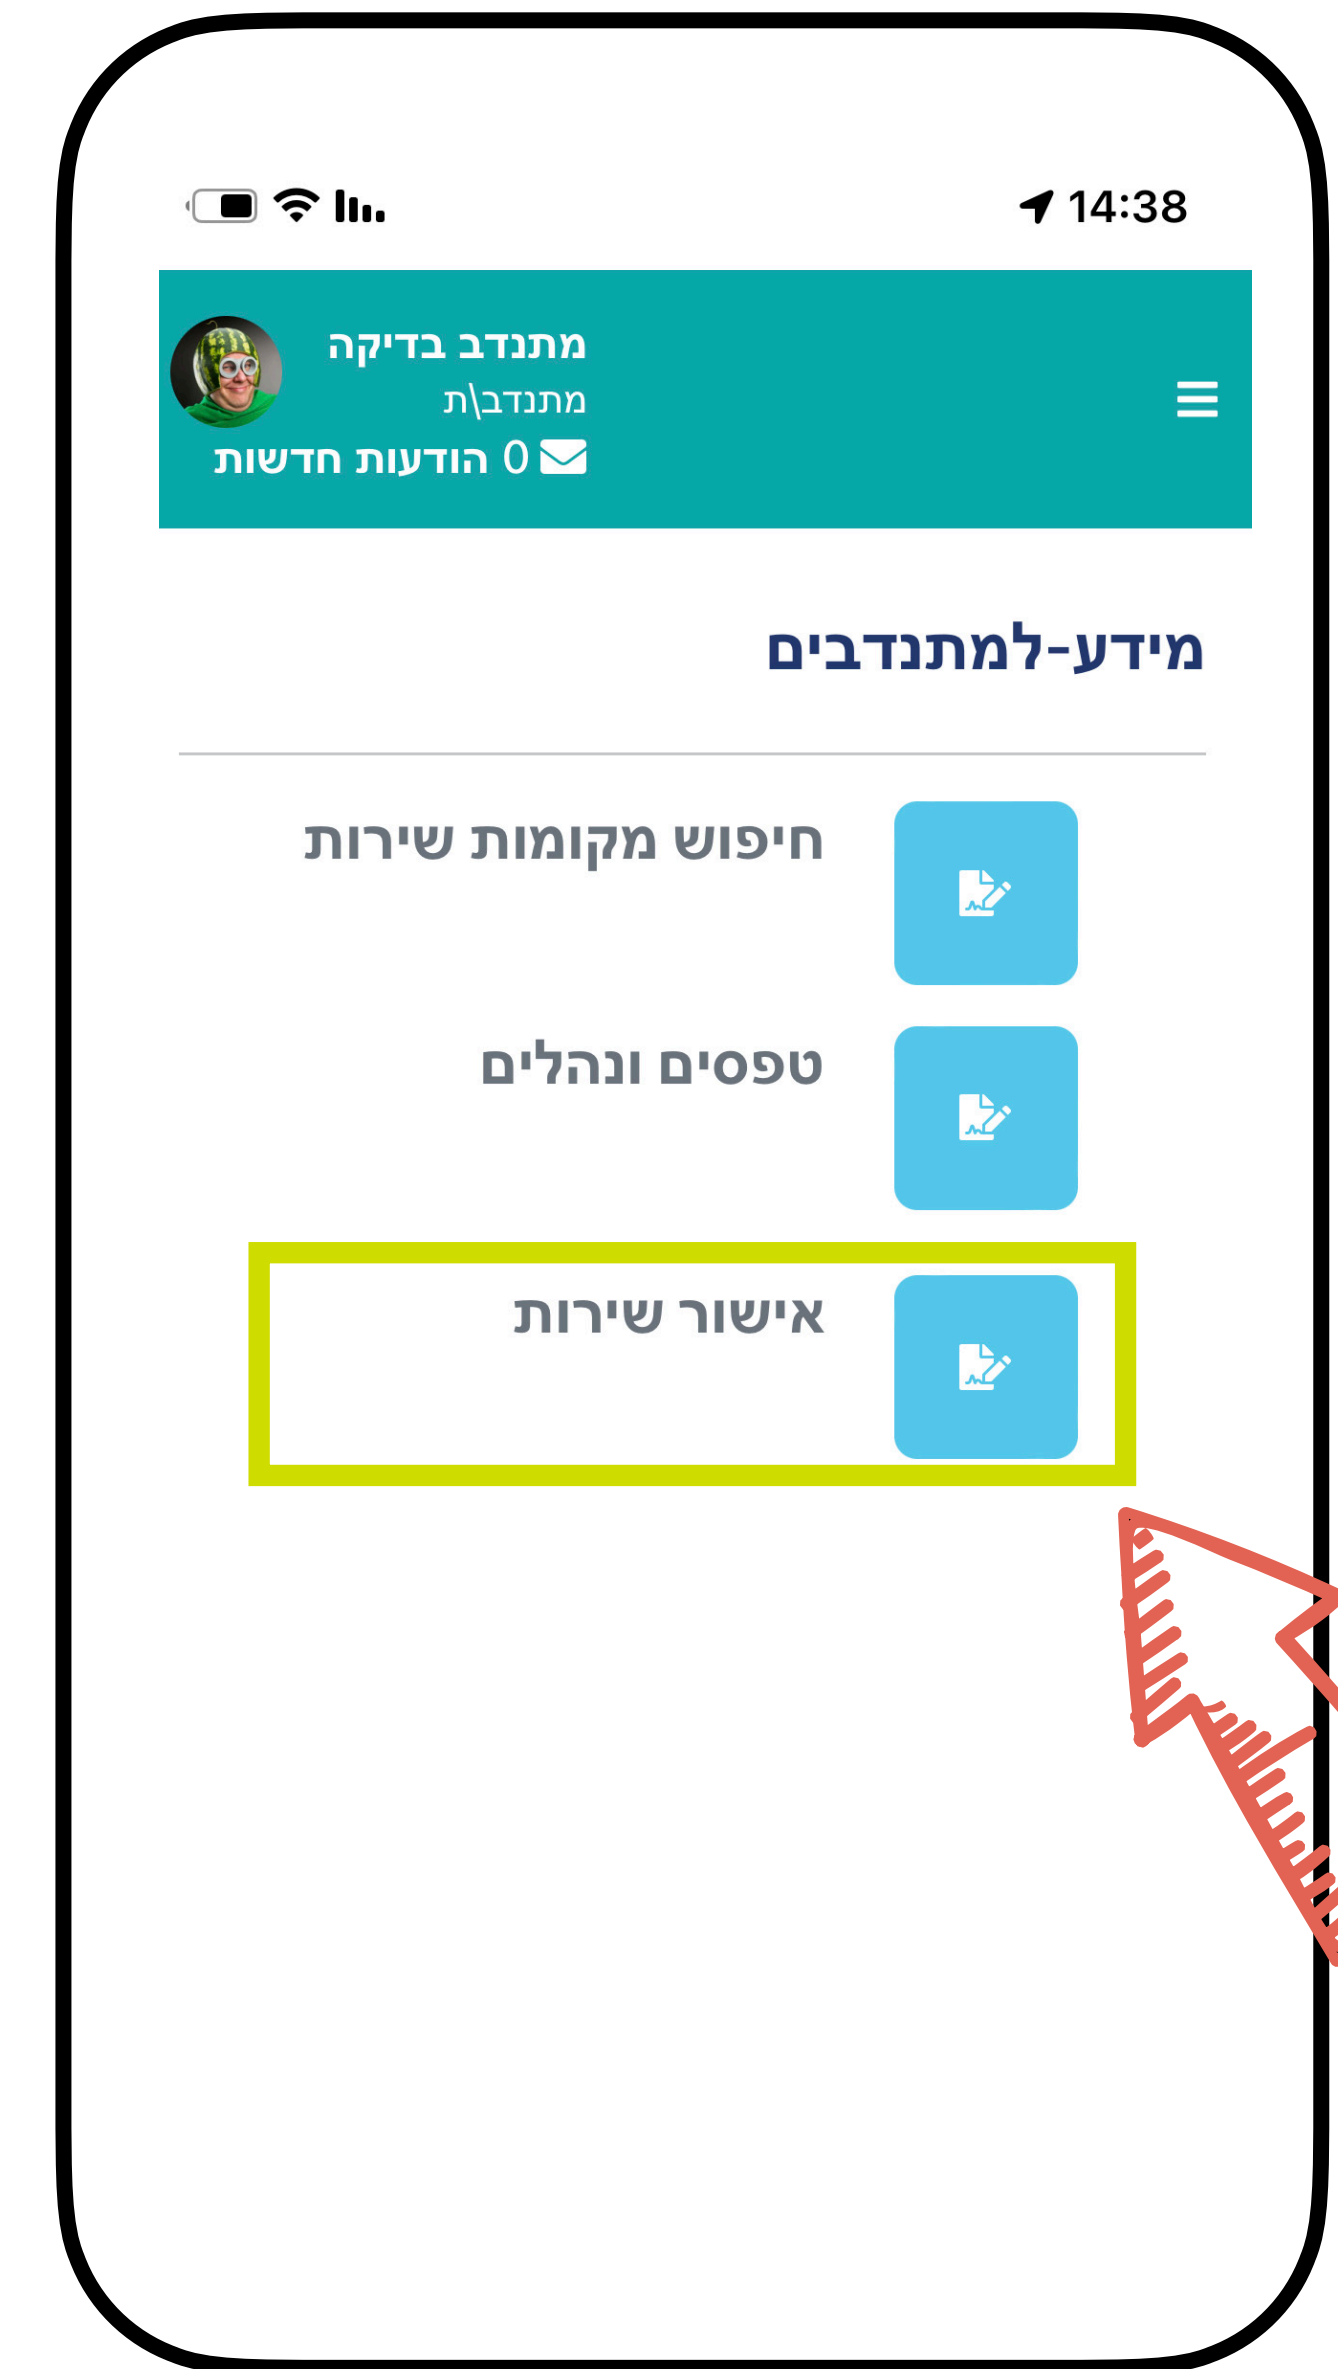 14:38
מתנדב בדיקה
מתנדב\ת
0 הודעות חדשות
מידע-למתנדבים
חיפוש מקומות שירות
טפסים ונהלים
אישור שירות